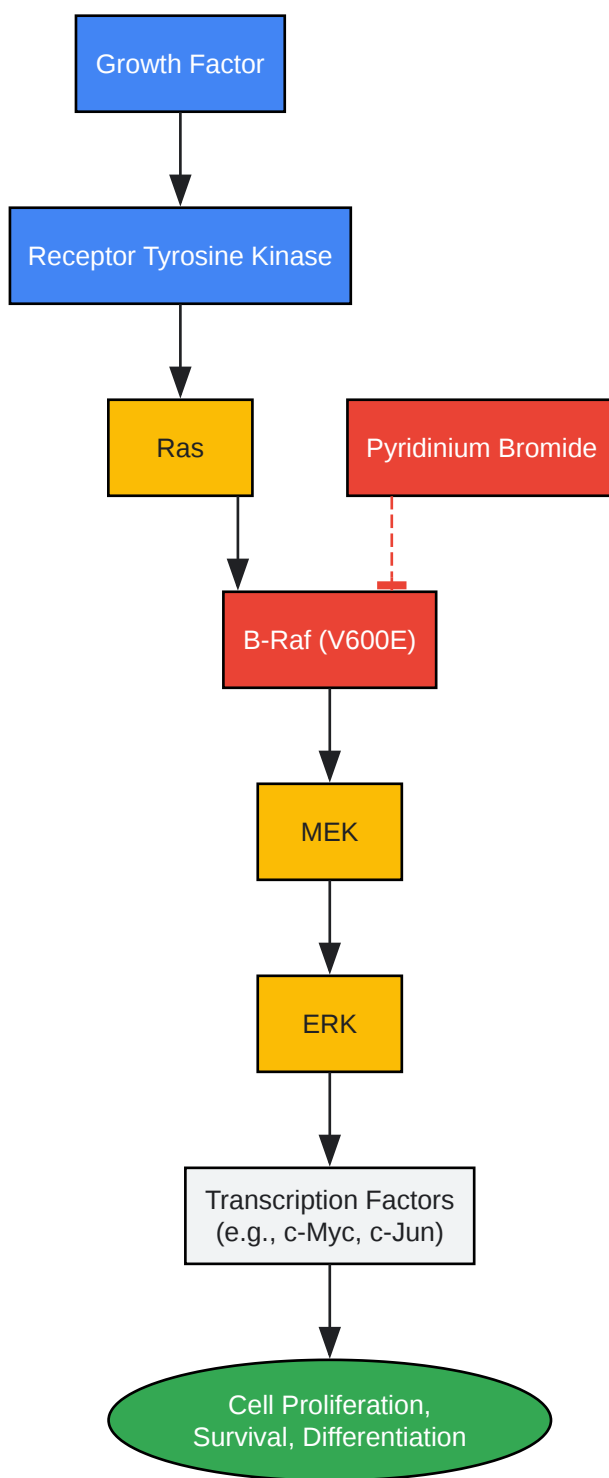 Growth Factor
Receptor Tyrosine Kinase
Ras
Pyridinium Bromide
B-Raf (V600E)
MEK
ERK
Transcription Factors
(e.g., c-Myc, c-Jun)
Cell Proliferation,
Survival, Differentiation